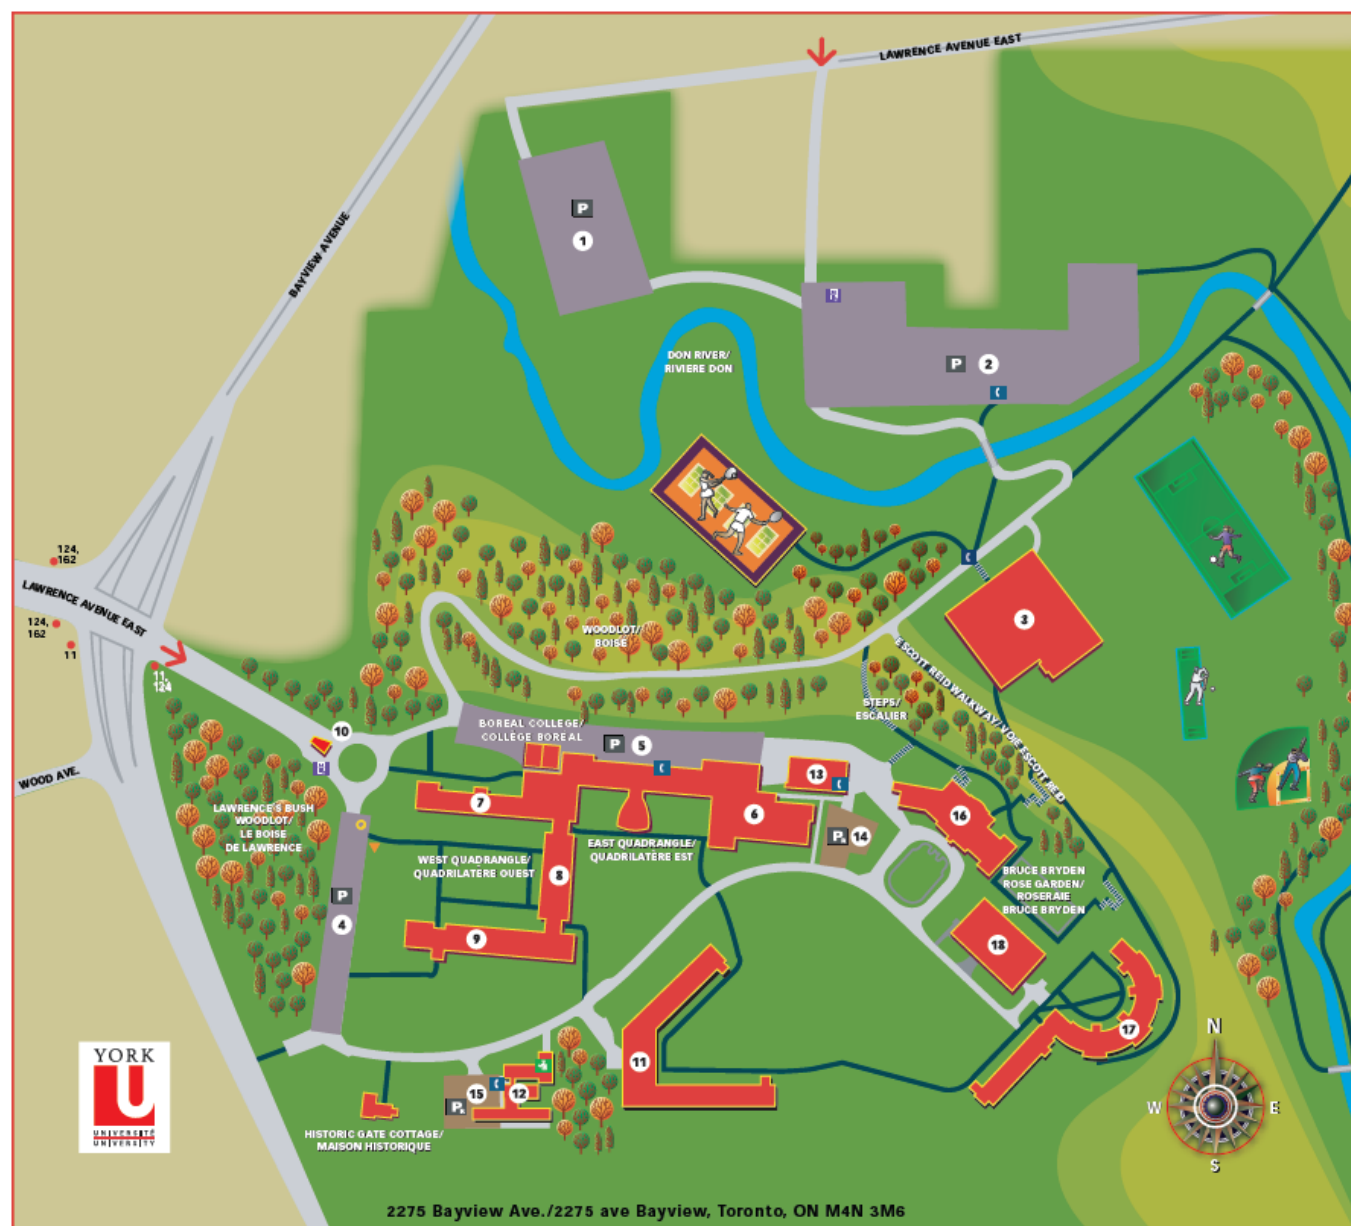 LAWRENCE AVENUE EAST
BAYVIEW AVENUE
P
1
P
2
DON RIVER/
RIVIERE DON
124,
162
LAWRENCE AVENUE EAST
124,
162
11
11,
124
WOODLOT/
BOISE
3
ESCOTT REID WALKWAY/VOIE ESCOTT REID
STEPS/
ESCALIER
BOREAL COLLEGE/
COLLÈGE BOREAL
10
P
5
WOOD AVE.
13
7
6
16
LAWRENCE'S BUSH
WOODLOT/
LE BOISE
DE LAWRENCE
P
14
EAST QUADRANGLE/
QUADRILATÈRE EST
WEST QUADRANGLE/
QUADRILATÈRE OUEST
8
BRUCE BRYDEN
ROSE GARDEN/
ROSERAIE
BRUCE BRYDEN
P
4
9
18
17
N
W
E
S
YORK
U
UNIVERSITÉ
UNIVERSITY
11
15
12
P
HISTORIC GATE COTTAGE/
MAISON HISTORIQUE
2275 Bayview Ave./2275 ave Bayview, Toronto, ON M4N 3M6